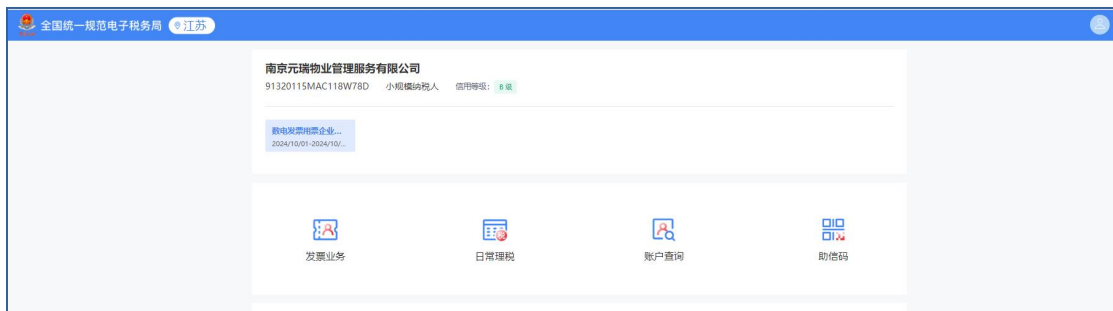 全国统一规范电子税务局 江苏
南京元瑞物业管理服务有限公司
91320115MAC118W78D 小规模纳税人 信用等级: B 级
数电发票用票企业...
2024/10/01-2024/10/...
发票业务 日常理税 账户查询 助信码